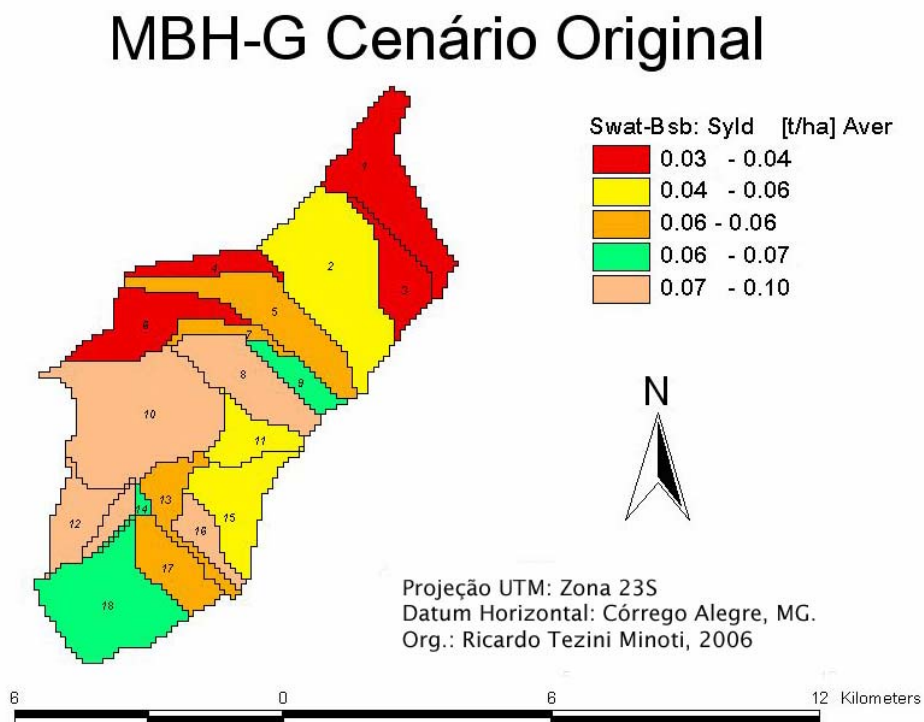 MBH-G Cenário Original
Swat-Bsb: Syld [t/ha] Aver
0.03 - 0.04
0.04 - 0.06
0.06 - 0.06
0.06 - 0.07
0.07 - 0.10
1
2
3
4
5
6
7
8
9
10
11
12
13
14
15
16
17
18
N
Projeção UTM: Zona 23S
Datum Horizontal: Córrego Alegre, MG.
Org.: Ricardo Tezini Minoti, 2006
6 0 6 12 Kilometers